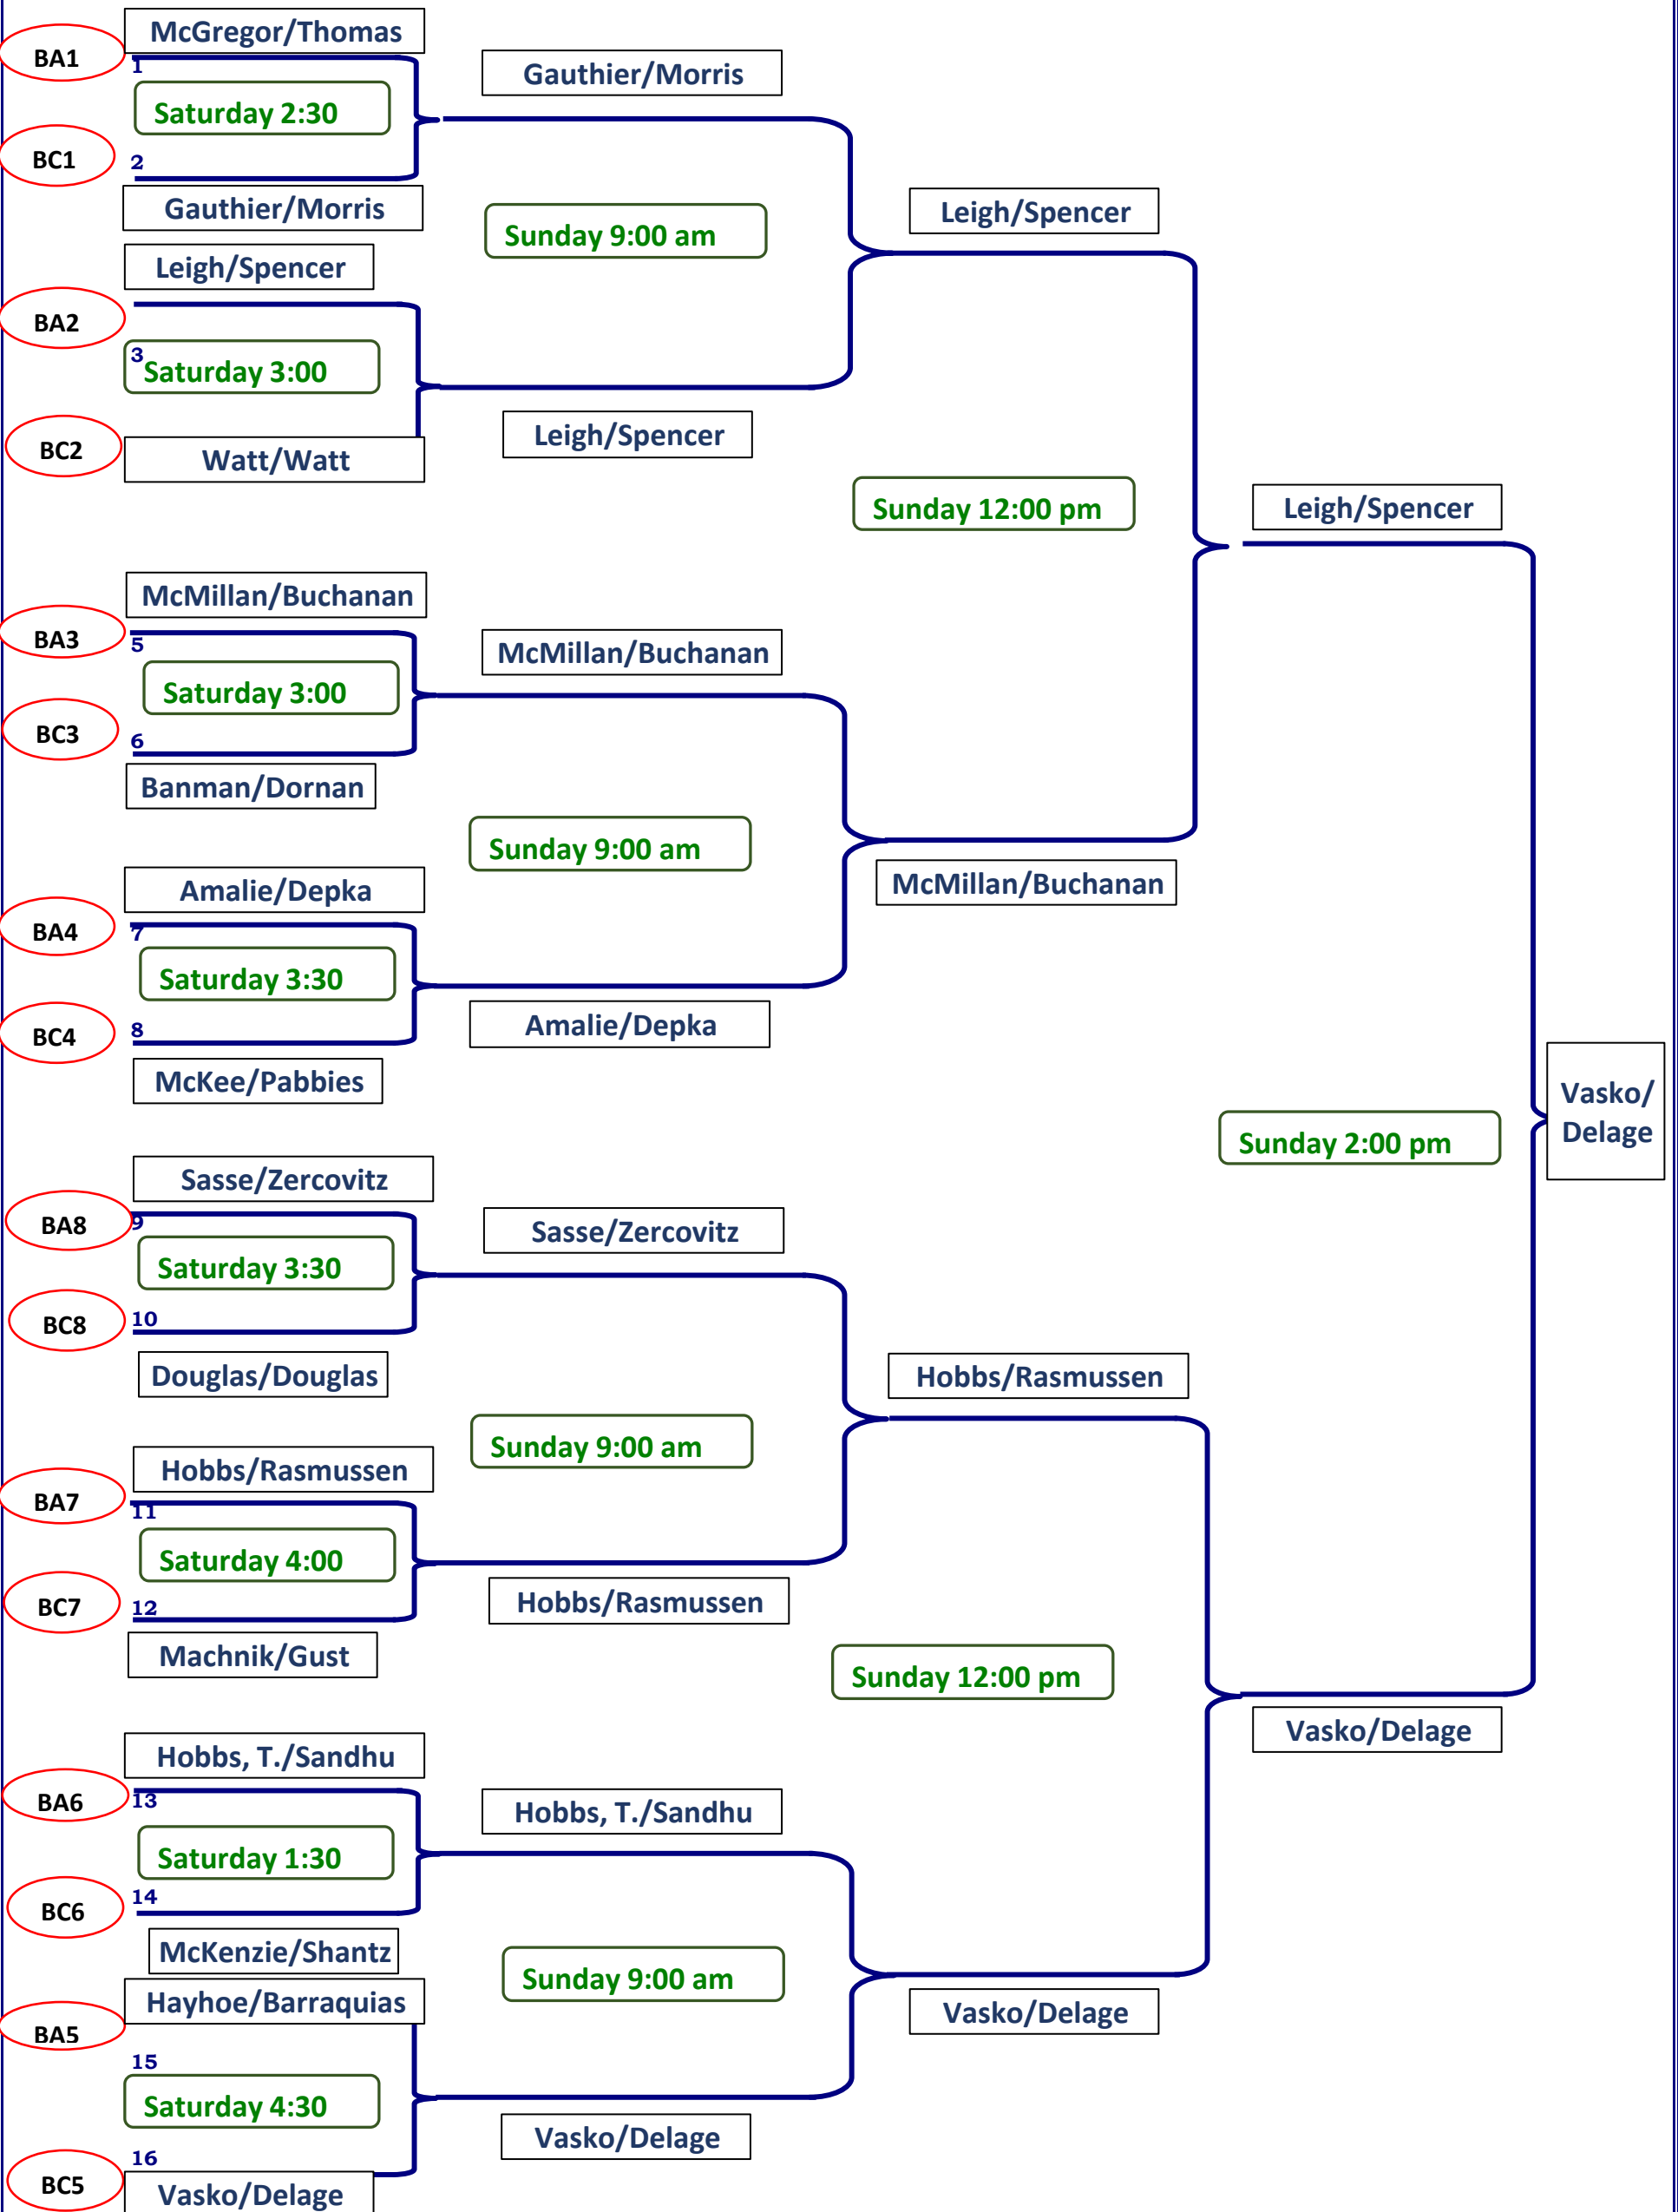 McGregor/Thomas
BA1
1
Gauthier/Morris
Saturday 2:30
BC1
2
Gauthier/Morris
Leigh/Spencer
Sunday 9:00 am
Leigh/Spencer
BA2
3
Saturday 3:00
Leigh/Spencer
BC2
Watt/Watt
Sunday 12:00 pm
Leigh/Spencer
McMillan/Buchanan
BA3
5
McMillan/Buchanan
Saturday 3:00
BC3
6
Banman/Dornan
Sunday 9:00 am
McMillan/Buchanan
Amalie/Depka
BA4
7
Saturday 3:30
Amalie/Depka
BC4
8
McKee/Pabbies
Vasko/
Delage
Sunday 2:00 pm
Sasse/Zercovitz
BA8
9
Sasse/Zercovitz
Saturday 3:30
BC8
10
Douglas/Douglas
Hobbs/Rasmussen
Sunday 9:00 am
Hobbs/Rasmussen
BA7
11
Saturday 4:00
Hobbs/Rasmussen
BC7
12
Machnik/Gust
Sunday 12:00 pm
Vasko/Delage
Hobbs, T./Sandhu
BA6
13
Hobbs, T./Sandhu
Saturday 1:30
BC6
14
McKenzie/Shantz
Sunday 9:00 am
Hayhoe/Barraquias
Vasko/Delage
BA5
15
Saturday 4:30
Vasko/Delage
16
BC5
Vasko/Delage